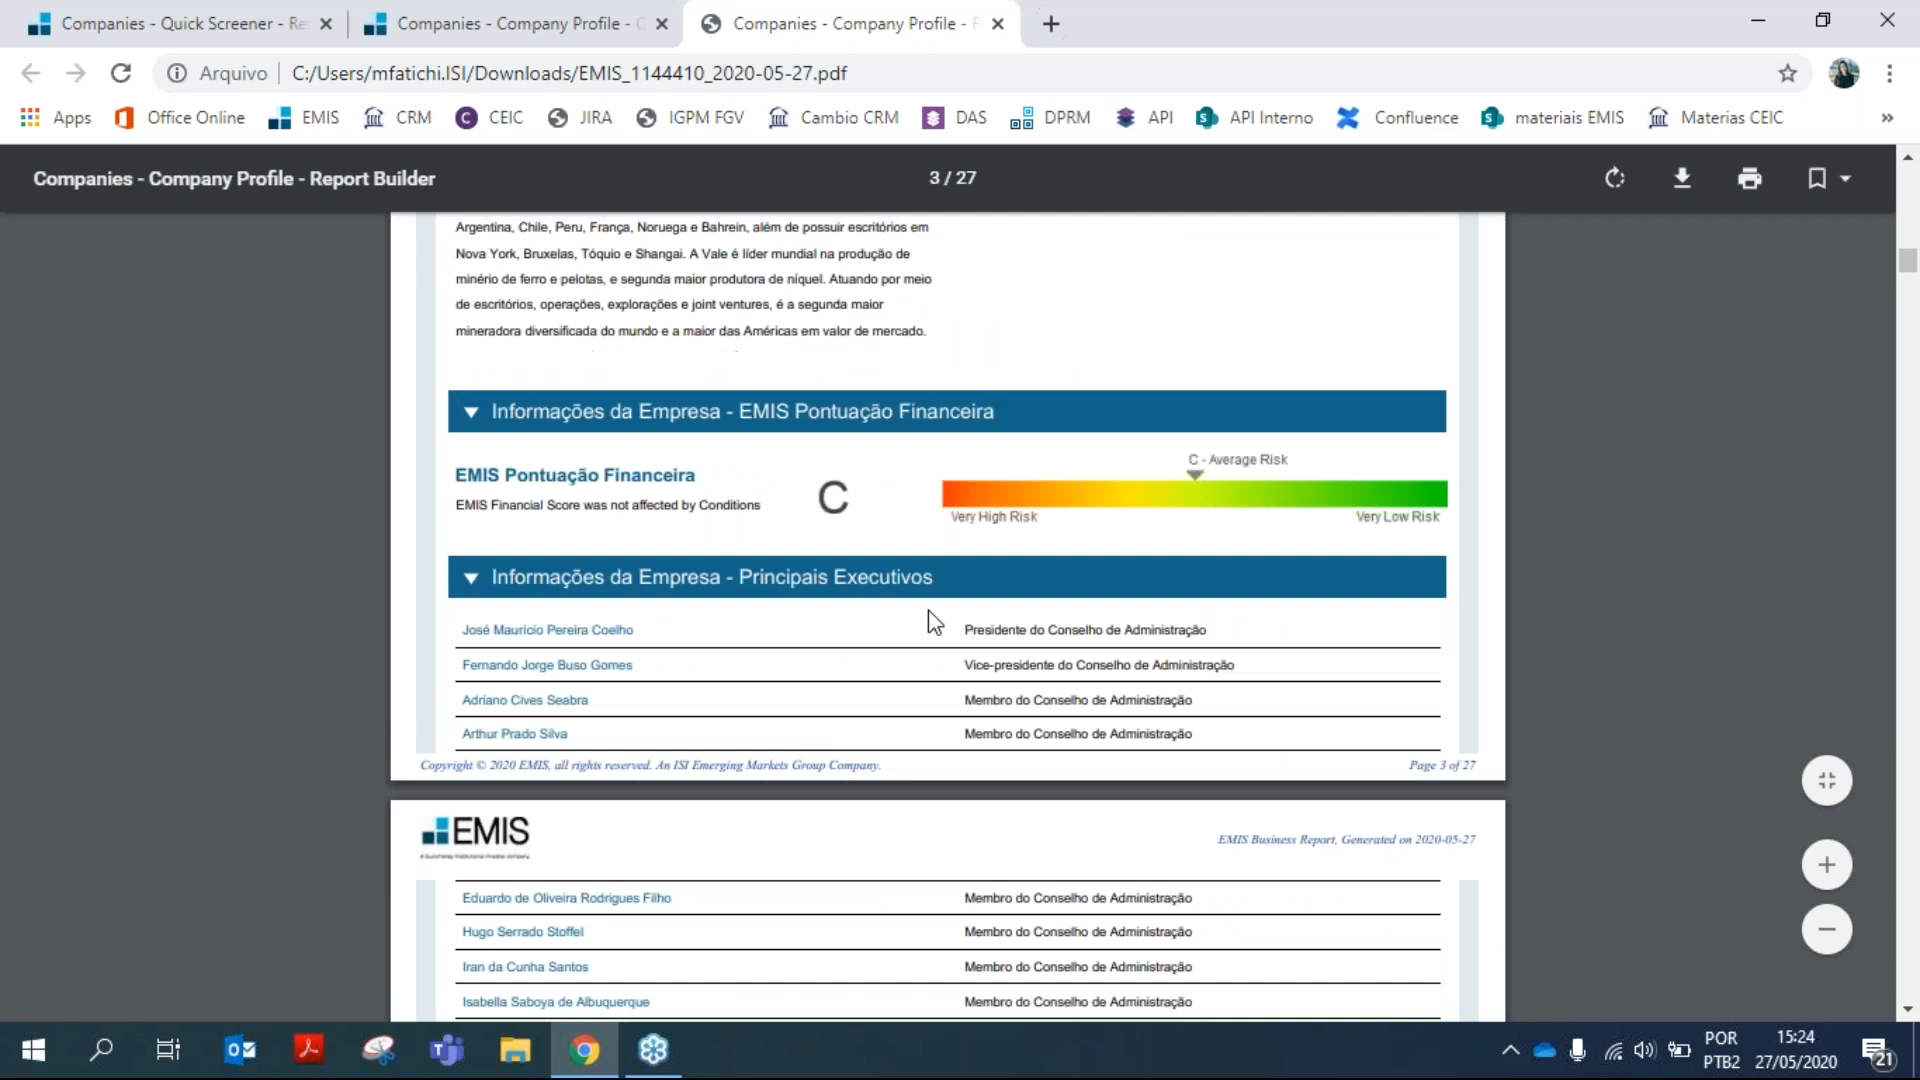 Companies - Quick Screener - Re
Companies - Company Profile - C
Companies - Company Profile - R
Arquivo
C:/Users/mfatichi.ISI/Downloads/EMIS_1144410_2020-05-27.pdf
Apps
Office Online
EMIS
CRM
CEIC
JIRA
IGPM FGV
Cambio CRM
DAS
DPRM
API
API Interno
Confluence
materiais EMIS
Materias CEIC
»
Companies - Company Profile - Report Builder
3 / 27
Argentina, Chile, Peru, França, Noruega e Bahrein, além de possuir escritórios em
Nova York, Bruxelas, Tóquio e Shangai. A Vale é líder mundial na produção de
minério de ferro e pelotas, e segunda maior produtora de níquel. Atuando por meio
de escritórios, operações, explorações e joint ventures, é a segunda maior
mineradora diversificada do mundo e a maior das Américas em valor de mercado.
Informações da Empresa - EMIS Pontuação Financeira
EMIS Pontuação Financeira
EMIS Financial Score was not affected by Conditions
C
C - Average Risk
Very High Risk
Very Low Risk
Informações da Empresa - Principais Executivos
José Maurício Pereira Coelho
Presidente do Conselho de Administração
Fernando Jorge Buso Gomes
Vice-presidente do Conselho de Administração
Adriano Cives Seabra
Membro do Conselho de Administração
Arthur Prado Silva
Membro do Conselho de Administração
Copyright © 2020 EMIS, all rights reserved. An ISI Emerging Markets Group Company.
Page 3 of 27
EMIS
EMIS Business Report, Generated on 2020-05-27
Eduardo de Oliveira Rodrigues Filho
Membro do Conselho de Administração
Hugo Serrado Stoffel
Membro do Conselho de Administração
Iran da Cunha Santos
Membro do Conselho de Administração
Isabella Saboya de Albuquerque
Membro do Conselho de Administração
POR
PTB2
15:24
27/05/2020
21